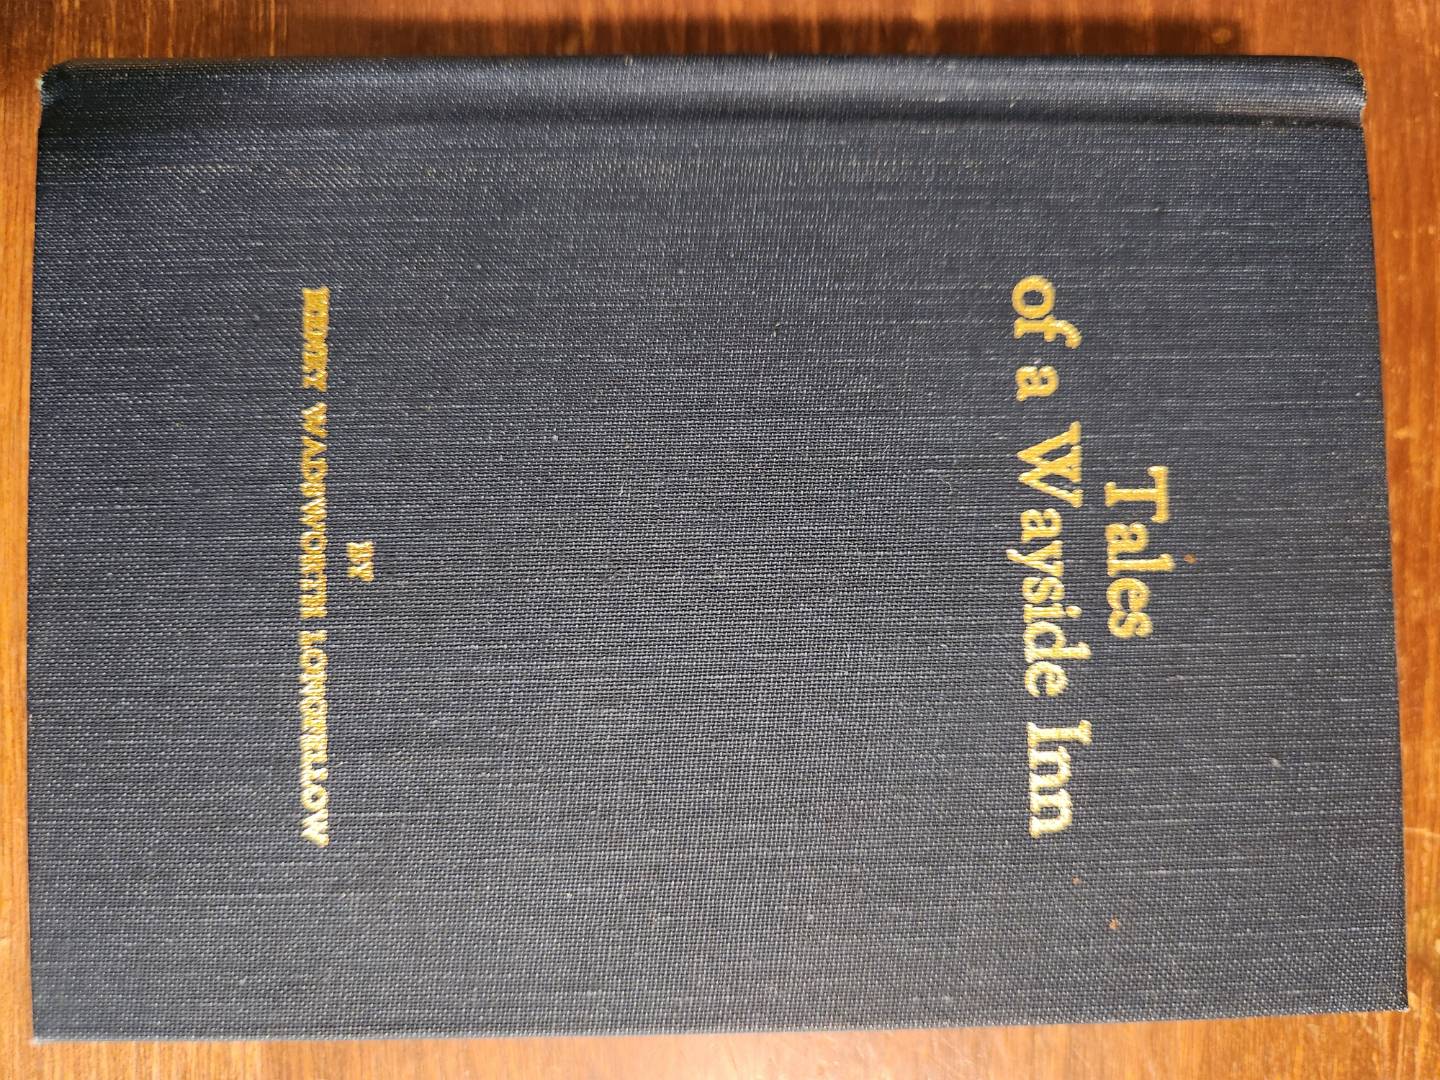 Tales
of a Wayside Inn
BY
HENRY WADSWORTH LONGFELLOW